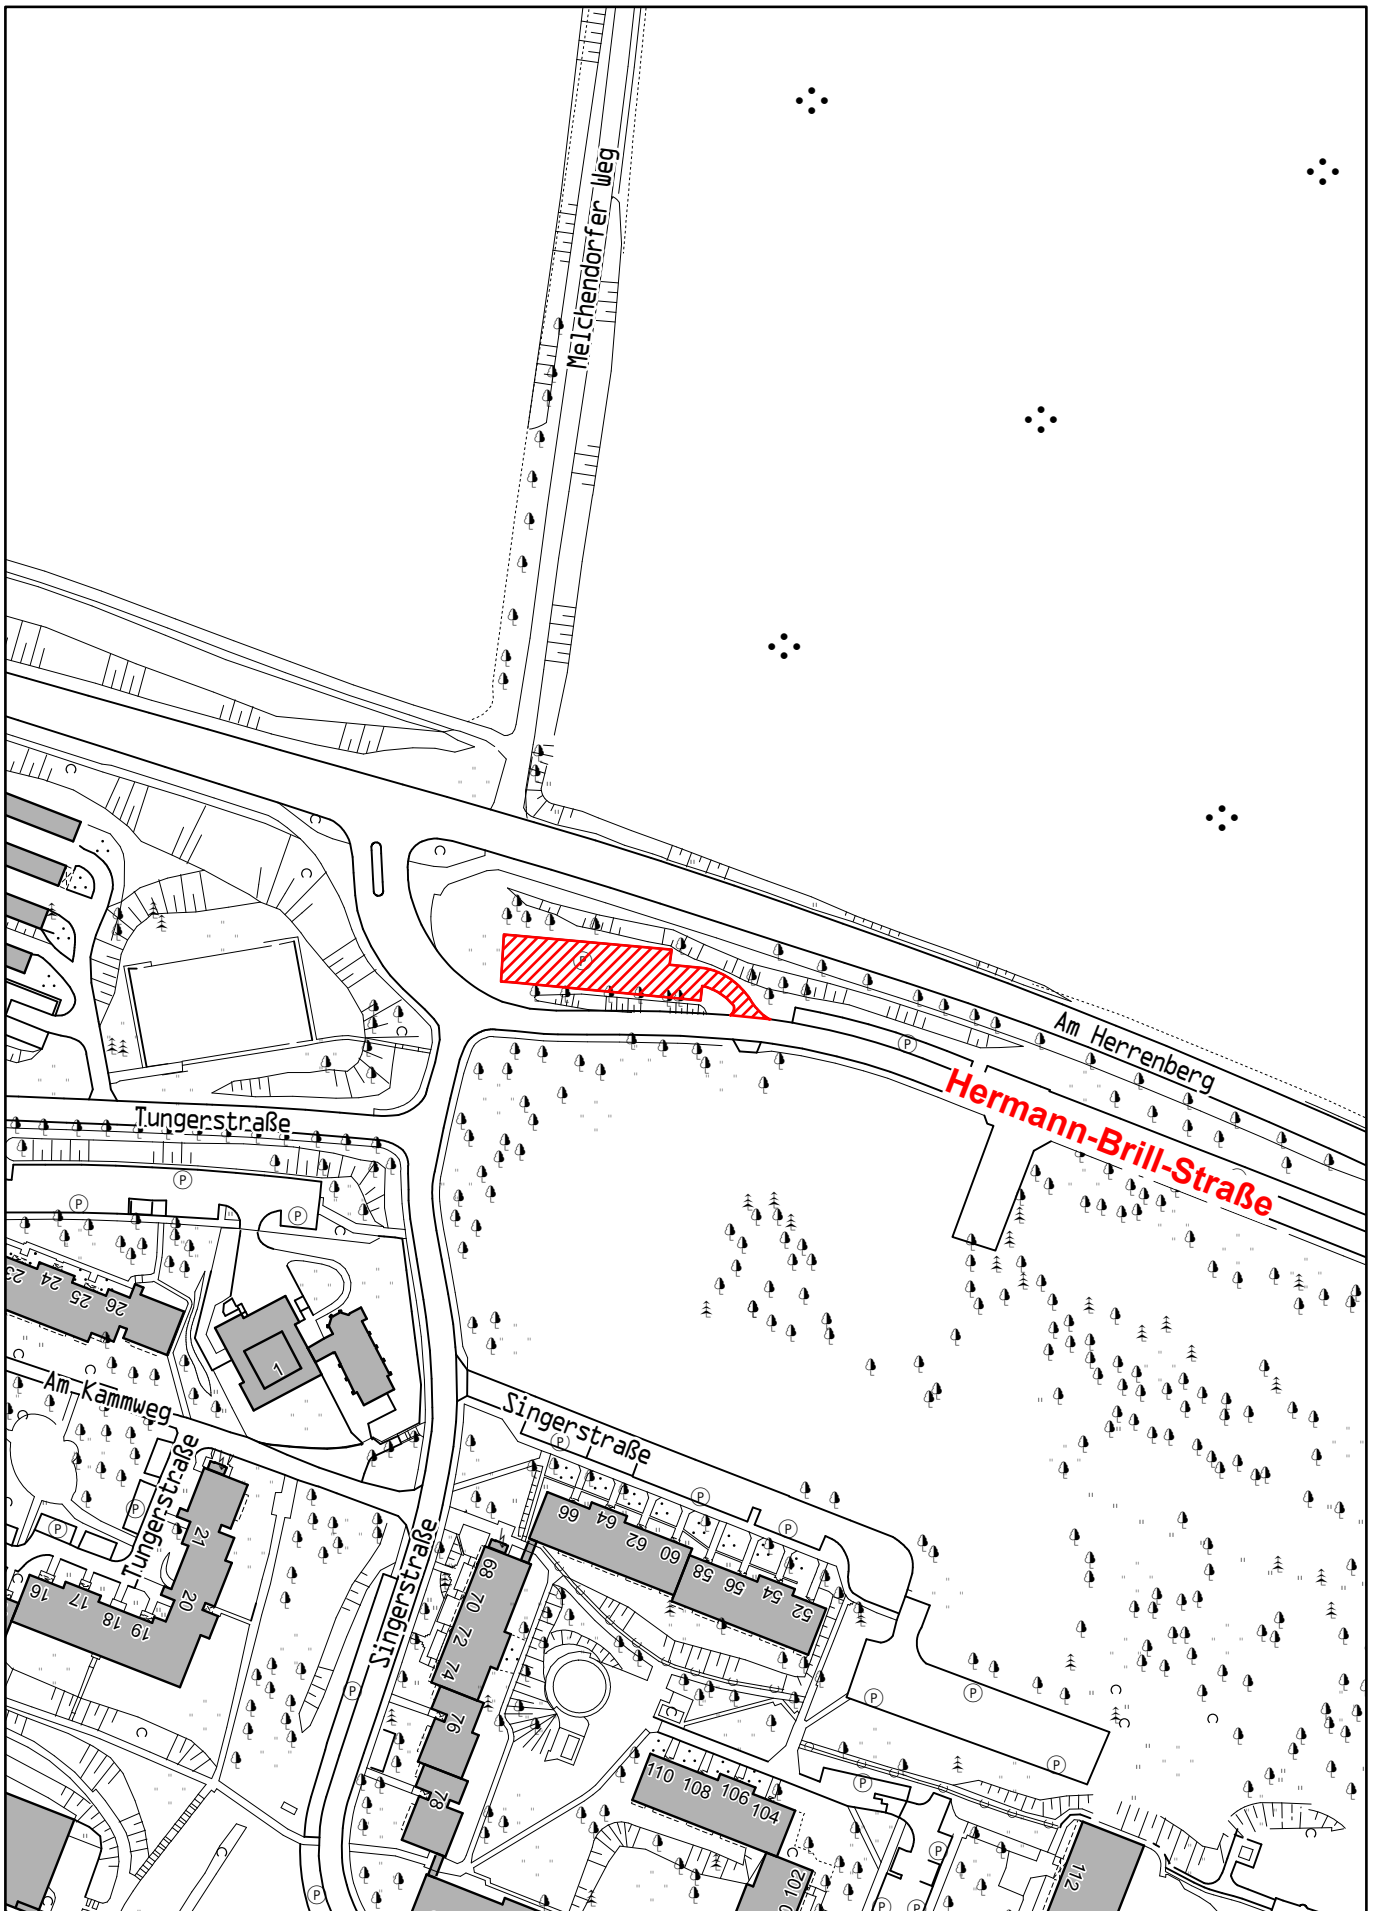 Melchendorfer Weg
P
Am Herrenberg
P
Hermann-Brill-Straße
Tungerstraße
P
P
P
23
24
25
26
1
Am Kammweg
Singerstraße
P
P
P
Tungerstraße
P
P
21
20
16
17
18
19
Singerstraße
66
64
62
60
58
56
54
52
68
70
72
74
76
78
P
P
P
P
P
110
108
106
104
102
112
P
P
P
P